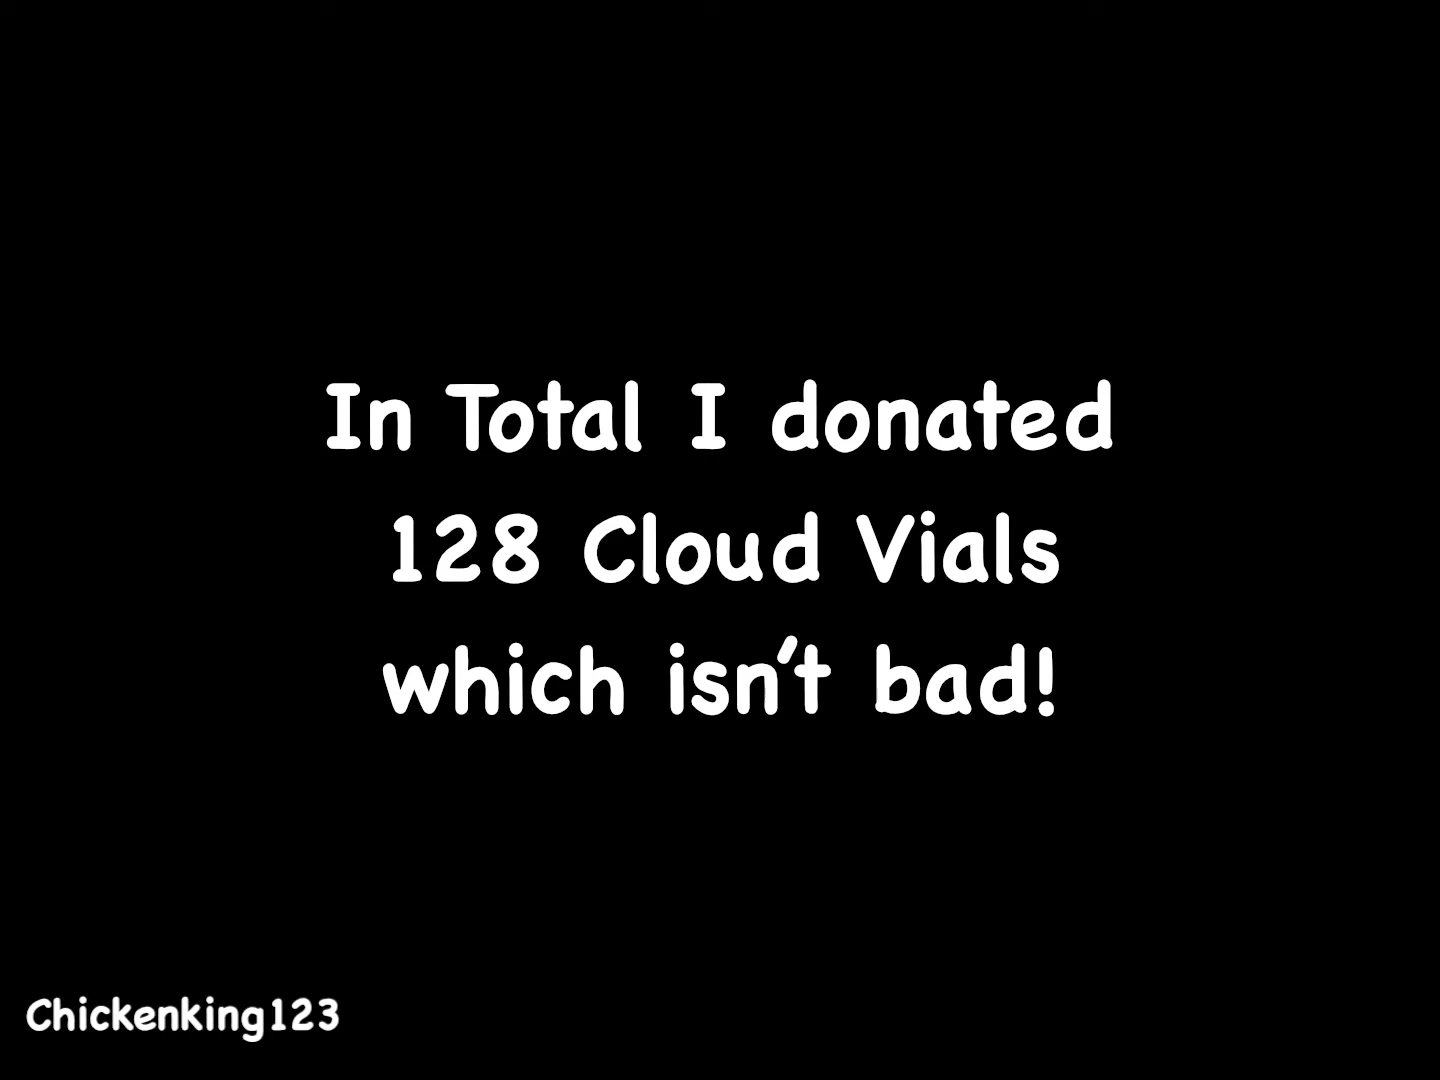 In Total I donated
128 Cloud Vials
which isn't bad!
Chickenking123